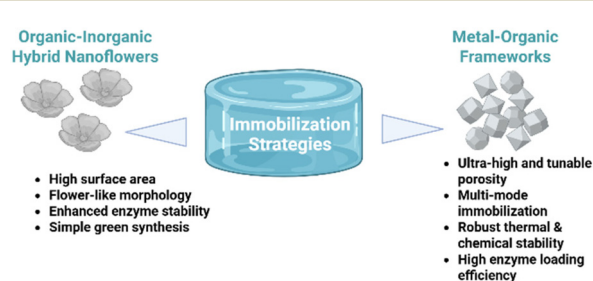 Organic-Inorganic
Hybrid Nanoflowers
• High surface area
• Flower-like morphology
• Enhanced enzyme stability
• Simple green synthesis
Immobilization
Strategies
Metal-Organic
Frameworks
• Ultra-high and tunable
porosity
• Multi-mode
immobilization
• Robust thermal &
chemical stability
• High enzyme loading
efficiency